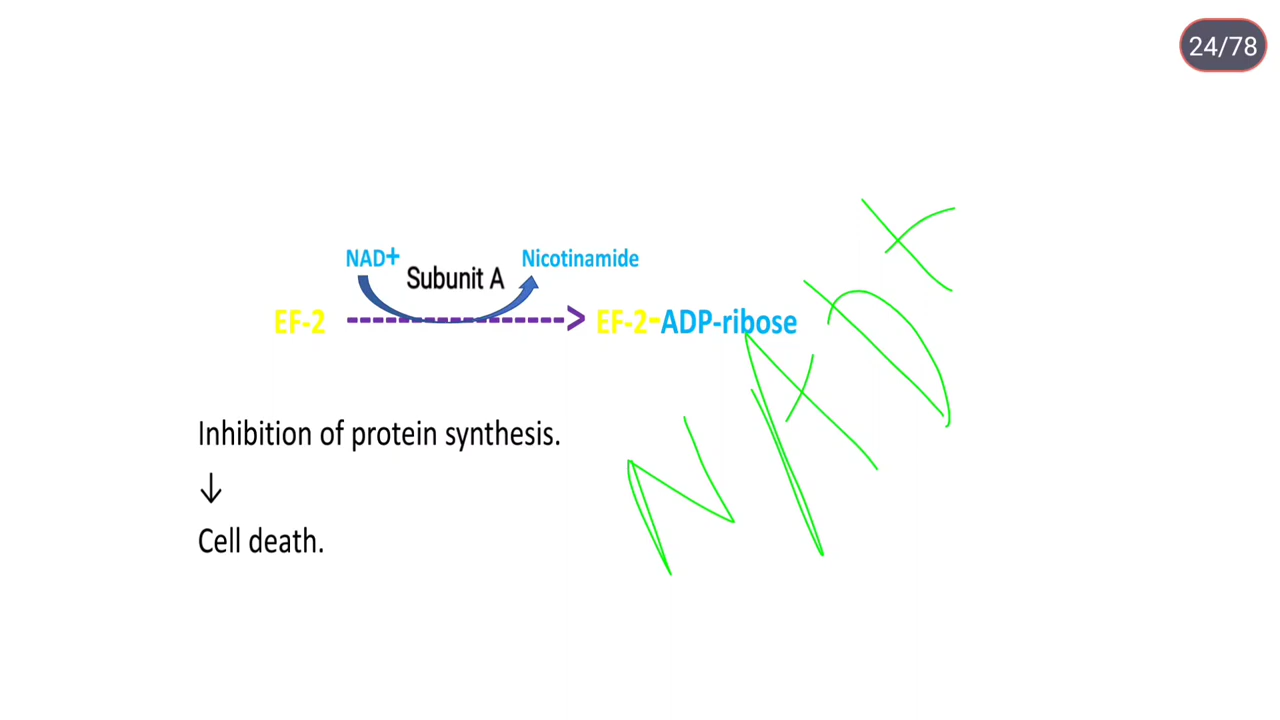 24/78
NAD+ Subunit A Nicotinamide
EF-2 EF-2-ADP-ribose
NAD+
Inhibition of protein synthesis.
↓
Cell death.